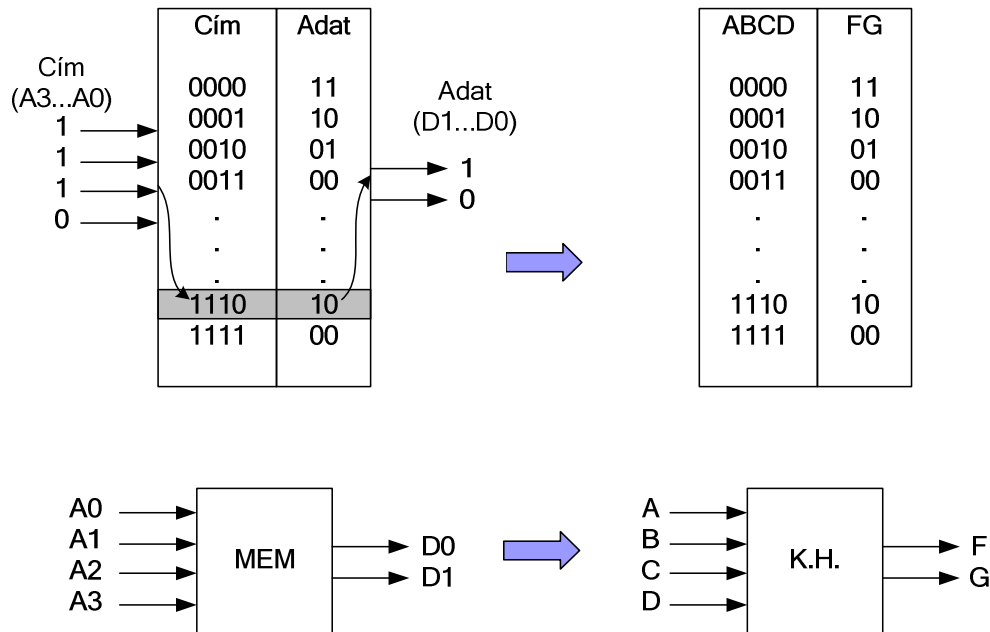 Cím Adat
Cím
(A3...A0)
1
1
1
0
0000 11
0001 10
0010 01
0011 00
. .
. .
. .
1110 10
1111 00
Adat
(D1...D0)
1
0
ABCD FG
0000 11
0001 10
0010 01
0011 00
. .
. .
. .
1110 10
1111 00
A0
A1
A2
A3
MEM
D0
D1
A
B
C
D
K.H.
F
G